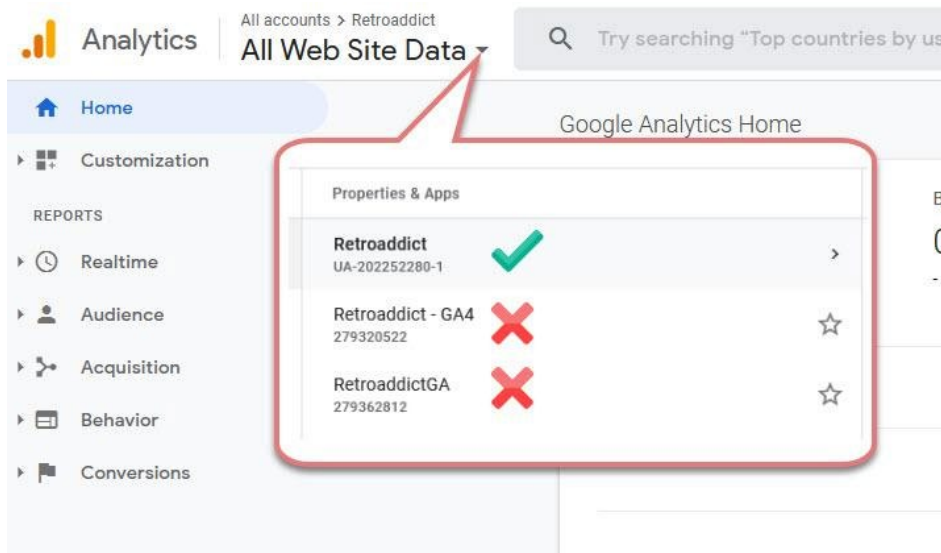 Analytics
All accounts > Retroaddict
All Web Site Data
Try searching "Top countries by us
Home
Customization
REPORTS
Realtime
Audience
Acquisition
Behavior
Conversions
Google Analytics Home
Properties & Apps
Retroaddict
UA-202252280-1
Retroaddict - GA4
279320522
RetroaddictGA
279362812